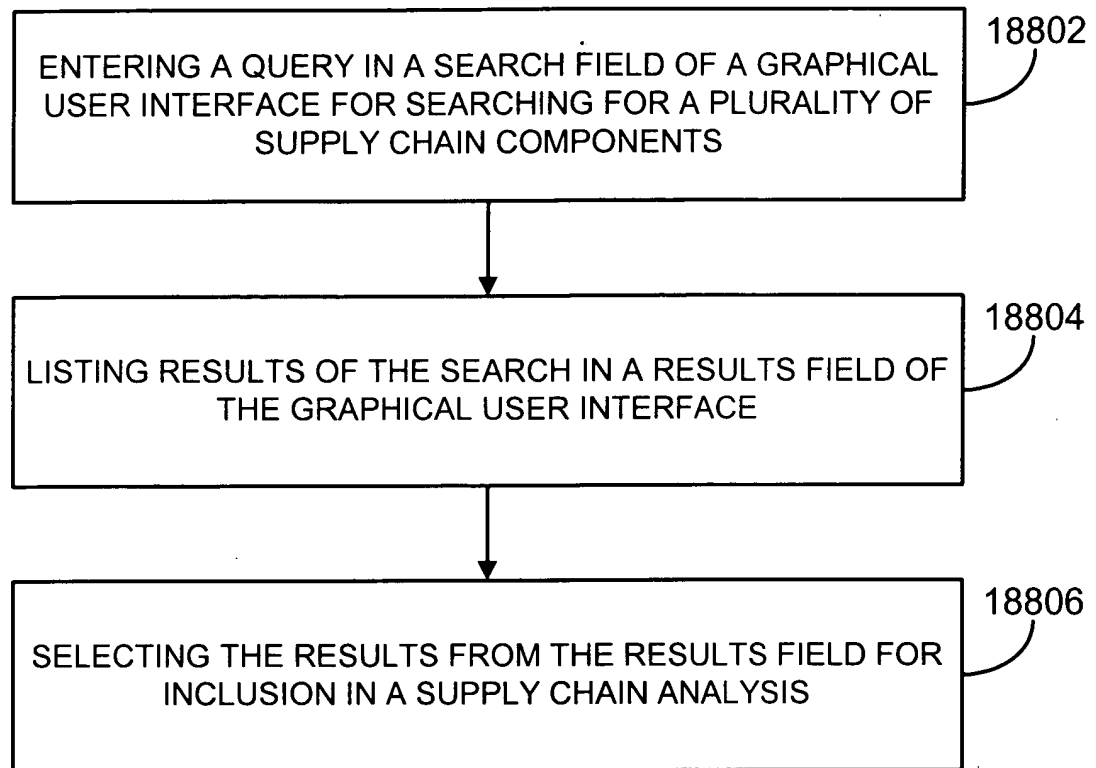 18802
ENTERING A QUERY IN A SEARCH FIELD OF A GRAPHICAL
USER INTERFACE FOR SEARCHING FOR A PLURALITY OF
SUPPLY CHAIN COMPONENTS
18804
LISTING RESULTS OF THE SEARCH IN A RESULTS FIELD OF
THE GRAPHICAL USER INTERFACE
18806
SELECTING THE RESULTS FROM THE RESULTS FIELD FOR
INCLUSION IN A SUPPLY CHAIN ANALYSIS